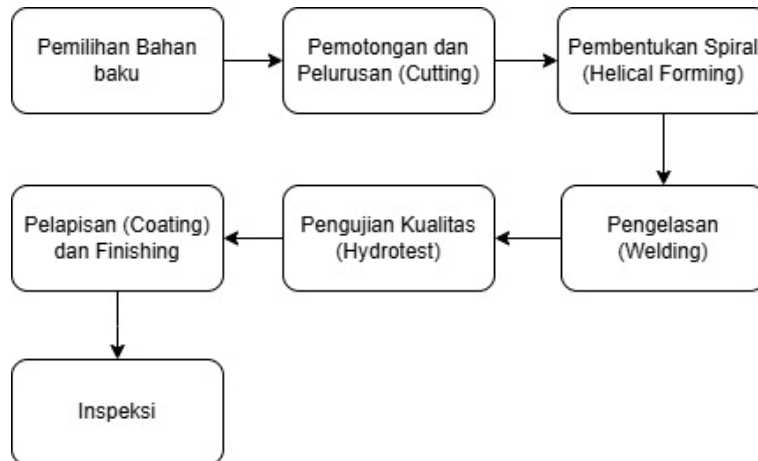 Pemilihan Bahan
baku
Pemotongan dan
Pelurusan (Cutting)
Pembentukan Spiral
(Helical Forming)
Pengelasan
(Welding)
Pengujian Kualitas
(Hydrotest)
Pelapisan (Coating)
dan Finishing
Inspeksi